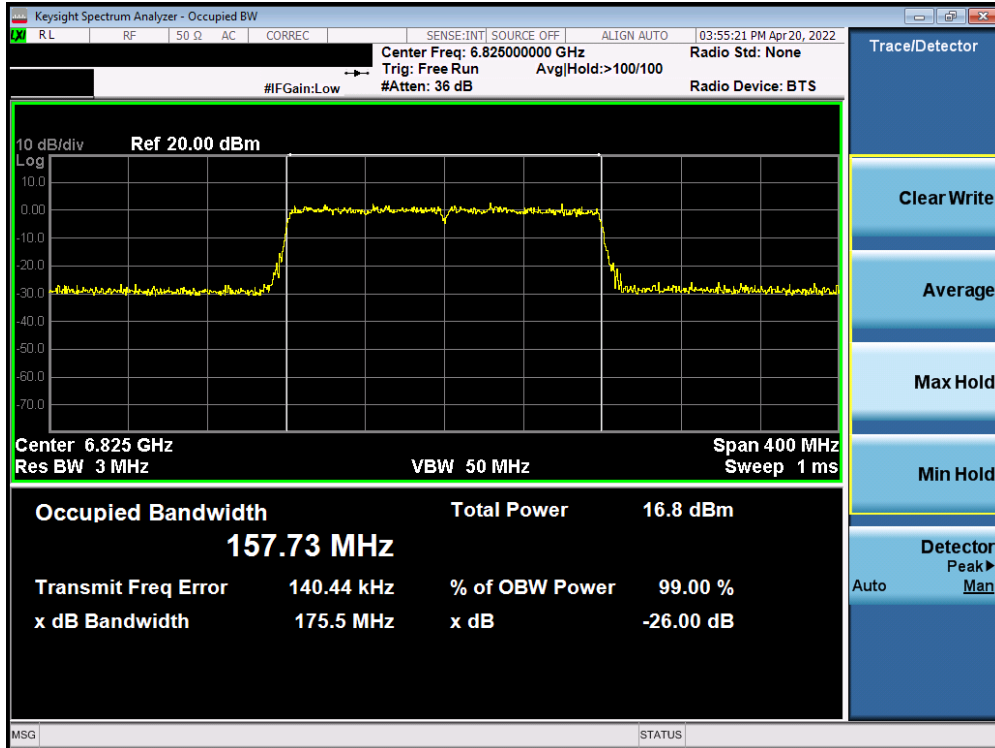 Keysight Spectrum Analyzer - Occupied BW
LXI RL RF 50 Ω AC CORREC SENSE:INT SOURCE OFF ALIGN AUTO 03:55:21 PM Apr 20, 2022
Center Freq: 6.825000000 GHz Radio Std: None
Trig: Free Run Avg|Hold:>100/100
#IFGain:Low #Atten: 36 dB Radio Device: BTS
10 dB/div Ref 20.00 dBm
Log
10.0
0.00
-10.0
-20.0
-30.0
-40.0
-50.0
-60.0
-70.0
Center 6.825 GHz Span 400 MHz
Res BW 3 MHz VBW 50 MHz Sweep 1 ms
Occupied Bandwidth Total Power 16.8 dBm
157.73 MHz
Transmit Freq Error 140.44 kHz % of OBW Power 99.00 %
x dB Bandwidth 175.5 MHz x dB -26.00 dB
MSG STATUS
Trace/Detector
Clear Write
Average
Max Hold
Min Hold
Detector
Peak▶
Auto Man